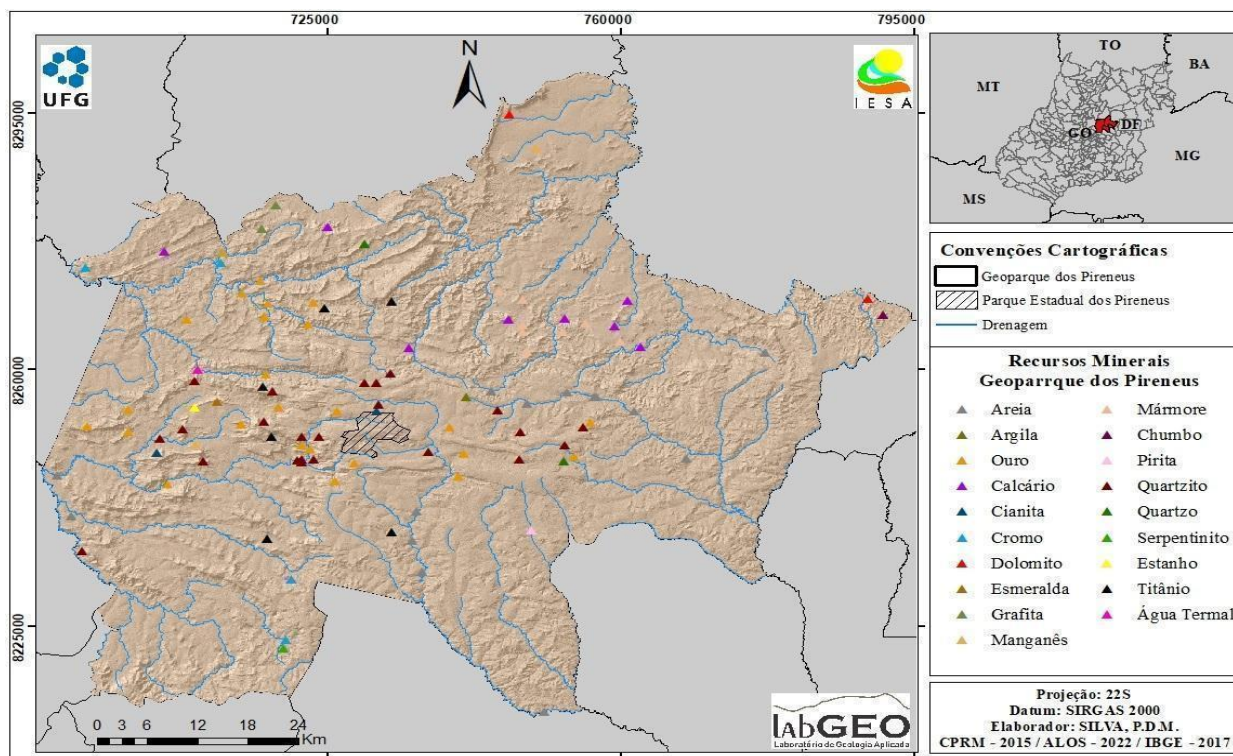 725000
760000
795000
8295000
8260000
8225000
UFG
N
IESA
0 3 6 12 18 24
Km
labGEO
Laboratório de Geologia Aplicada
TO
BA
MT
DF
GO
MG
MS
Convenções Cartográficas
Geoparque dos Pireneus
Parque Estadual dos Pireneus
Drenagem
Recursos Minerais
Geoparrque dos Pireneus
Areia
Argila
Ouro
Calcário
Cianita
Cromo
Dolomito
Esmeralda
Grafita
Manganês
Mármore
Chumbo
Pirita
Quartzito
Quartzo
Serpentinito
Estanho
Titânio
Água Termal
Projeção: 22S
Datum: SIRGAS 2000
Elaborador: SILVA, P.D.M.
CPRM - 2015 / ALOS - 2022 / IBGE - 2017